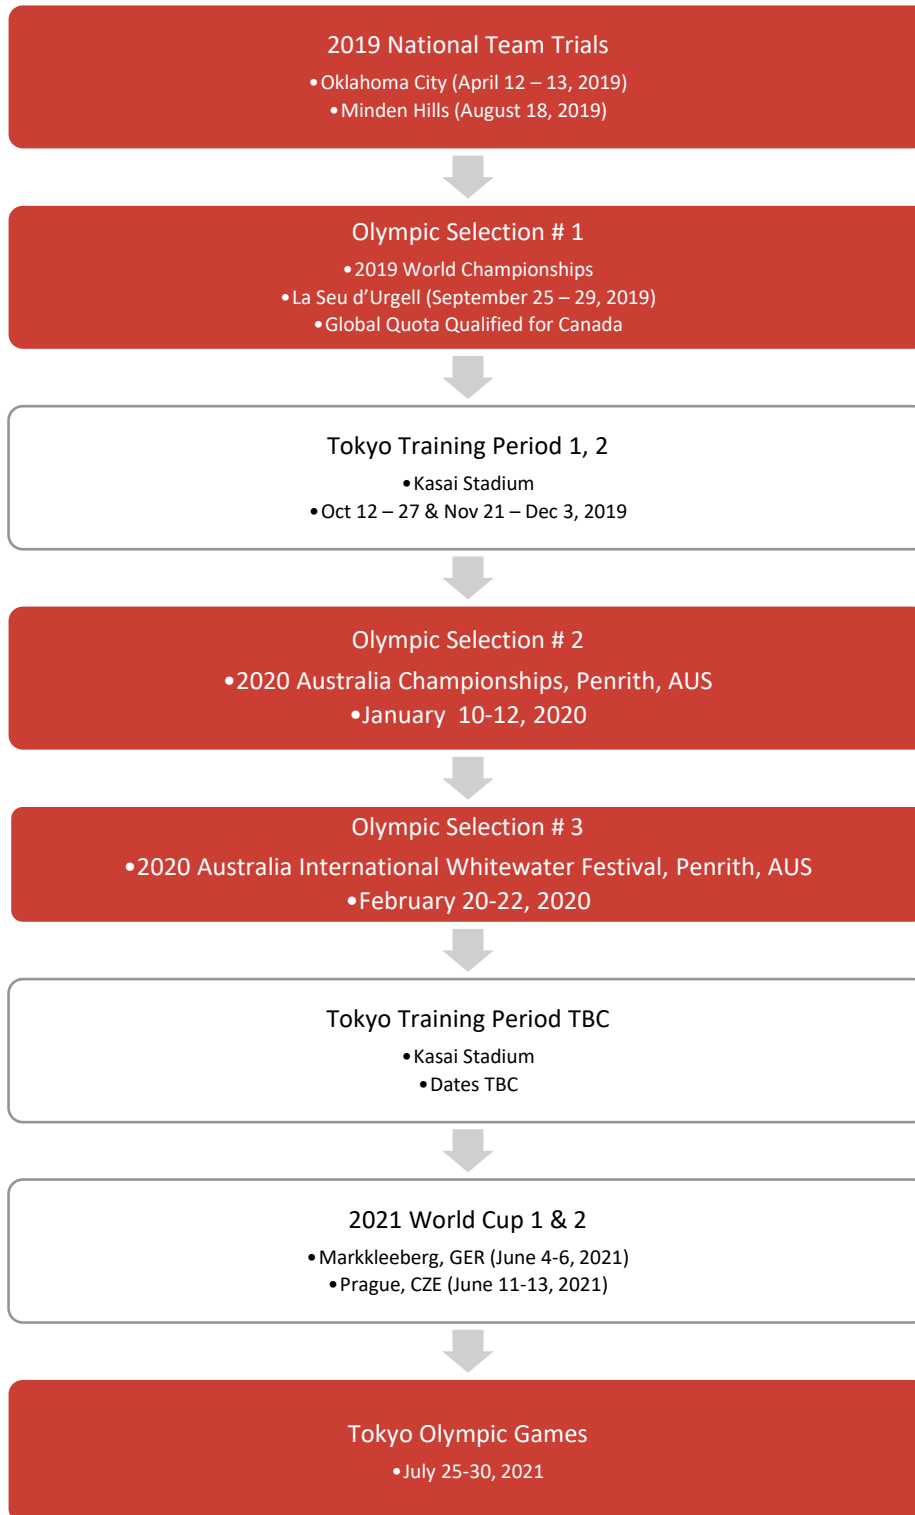 2019 National Team Trials
•Oklahoma City (April 12 – 13, 2019)
•Minden Hills (August 18, 2019)
Olympic Selection # 1
•2019 World Championships
•La Seu d’Urgell (September 25 – 29, 2019)
•Global Quota Qualified for Canada
Tokyo Training Period 1, 2
•Kasai Stadium
•Oct 12 – 27 & Nov 21 – Dec 3, 2019
Olympic Selection # 2
•2020 Australia Championships, Penrith, AUS
•January 10-12, 2020
Olympic Selection # 3
•2020 Australia International Whitewater Festival, Penrith, AUS
•February 20-22, 2020
Tokyo Training Period TBC
•Kasai Stadium
•Dates TBC
2021 World Cup 1 & 2
•Markkleeberg, GER (June 4-6, 2021)
•Prague, CZE (June 11-13, 2021)
Tokyo Olympic Games
•July 25-30, 2021